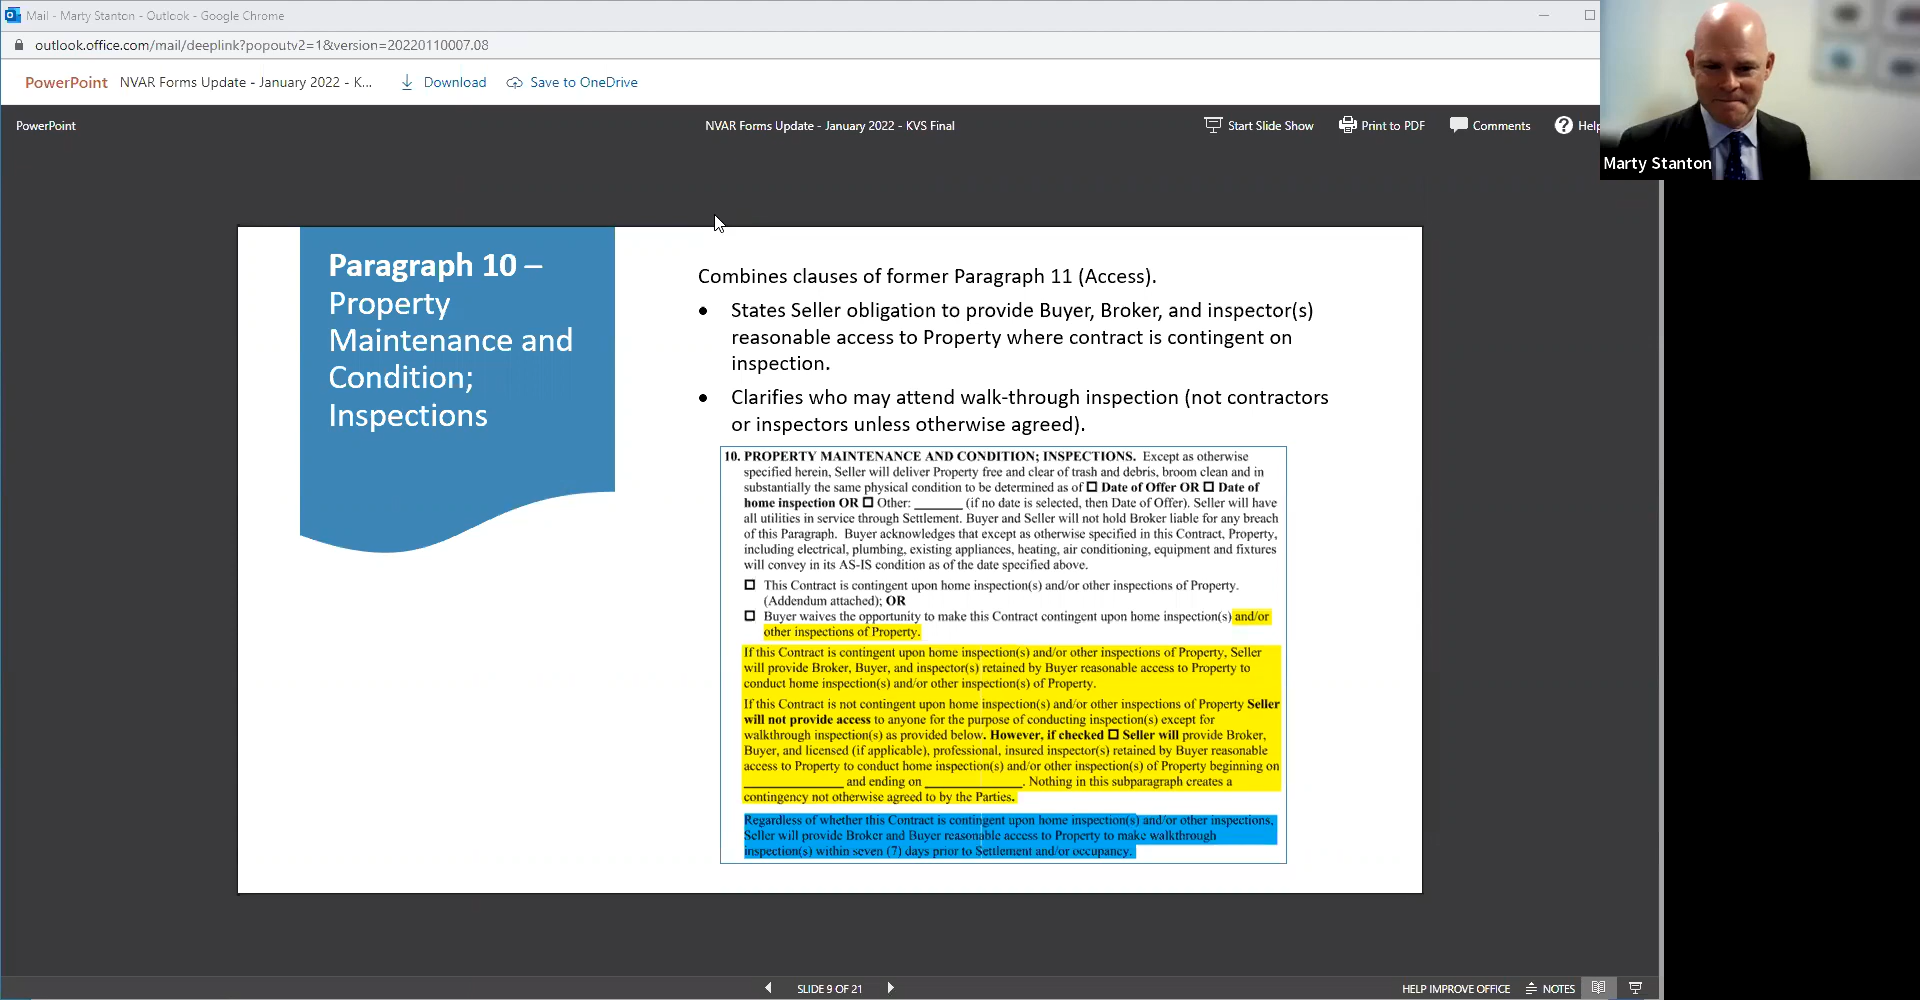 Mail - Marty Stanton - Outlook - Google Chrome
outlook.office.com/mail/deeplink?popoutv2=1&version=20220110007.08
PowerPoint NVAR Forms Update - January 2022 - K... Download Save to OneDrive
PowerPoint NVAR Forms Update - January 2022 - KVS Final Start Slide Show Print to PDF Comments Help
Marty Stanton
Paragraph 10 –
Property
Maintenance and
Condition;
Inspections
Combines clauses of former Paragraph 11 (Access).
• States Seller obligation to provide Buyer, Broker, and inspector(s)
reasonable access to Property where contract is contingent on
inspection.
• Clarifies who may attend walk-through inspection (not contractors
or inspectors unless otherwise agreed).
10. PROPERTY MAINTENANCE AND CONDITION; INSPECTIONS. Except as otherwise
specified herein, Seller will deliver Property free and clear of trash and debris, broom clean and in
substantially the same physical condition to be determined as of ☐ Date of Offer OR ☐ Date of
home inspection OR ☐ Other: _______ (if no date is selected, then Date of Offer). Seller will have
all utilities in service through Settlement. Buyer and Seller will not hold Broker liable for any breach
of this Paragraph. Buyer acknowledges that except as otherwise specified in this Contract, Property,
including electrical, plumbing, existing appliances, heating, air conditioning, equipment and fixtures
will convey in its AS-IS condition as of the date specified above.
☐ This Contract is contingent upon home inspection(s) and/or other inspections of Property.
(Addendum attached); OR
☐ Buyer waives the opportunity to make this Contract contingent upon home inspection(s) and/or
other inspections of Property.
If this Contract is contingent upon home inspection(s) and/or other inspections of Property, Seller
will provide Broker, Buyer, and inspector(s) retained by Buyer reasonable access to Property to
conduct home inspection(s) and/or other inspection(s) of Property.
If this Contract is not contingent upon home inspection(s) and/or other inspections of Property Seller
will not provide access to anyone for the purpose of conducting inspection(s) except for
walkthrough inspection(s) as provided below. However, if checked ☐ Seller will provide Broker,
Buyer, and licensed (if applicable), professional, insured inspector(s) retained by Buyer reasonable
access to Property to conduct home inspection(s) and/or other inspection(s) of Property beginning on
______________ and ending on ______________. Nothing in this subparagraph creates a
contingency not otherwise agreed to by the Parties.
Regardless of whether this Contract is contingent upon home inspection(s) and/or other inspections,
Seller will provide Broker and Buyer reasonable access to Property to make walkthrough
inspection(s) within seven (7) days prior to Settlement and/or occupancy.
SLIDE 9 OF 21 HELP IMPROVE OFFICE NOTES